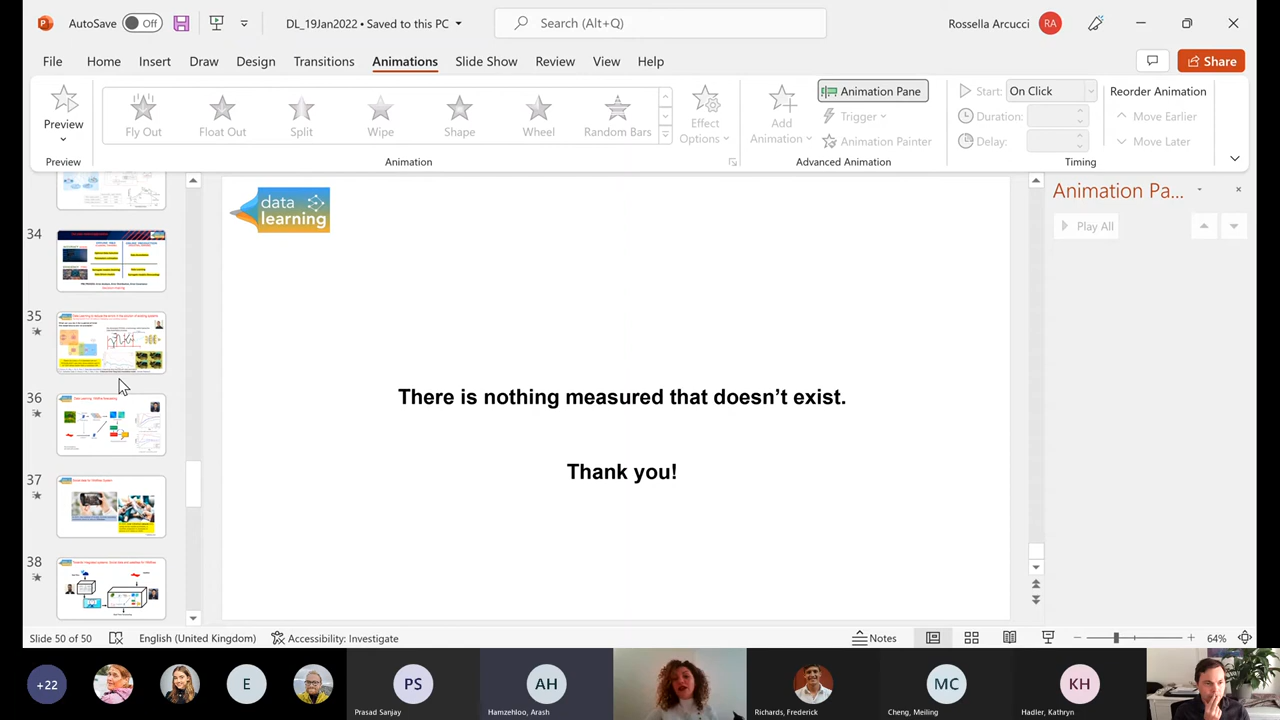 AutoSave Off DL_19Jan2022 • Saved to this PC Search (Alt+Q) Rossella Arcucci RA
File Home Insert Draw Design Transitions Animations Slide Show Review View Help Share
Preview
Fly Out Float Out Split Wipe Shape Wheel Random Bars
Effect Options
Add Animation
Animation Pane
Trigger
Animation Painter
Start: On Click
Duration:
Delay:
Reorder Animation
Move Earlier
Move Later
Preview Animation Advanced Animation Timing
34
35
36
37
38
data
learning
There is nothing measured that doesn’t exist.
Thank you!
Animation Pa...
Play All
Slide 50 of 50 English (United Kingdom) Accessibility: Investigate Notes 64%
+22 E PS AH MC KH
Prasad Sanjay Hamzehloo, Arash Richards, Frederick Cheng, Meiling Hadler, Kathryn